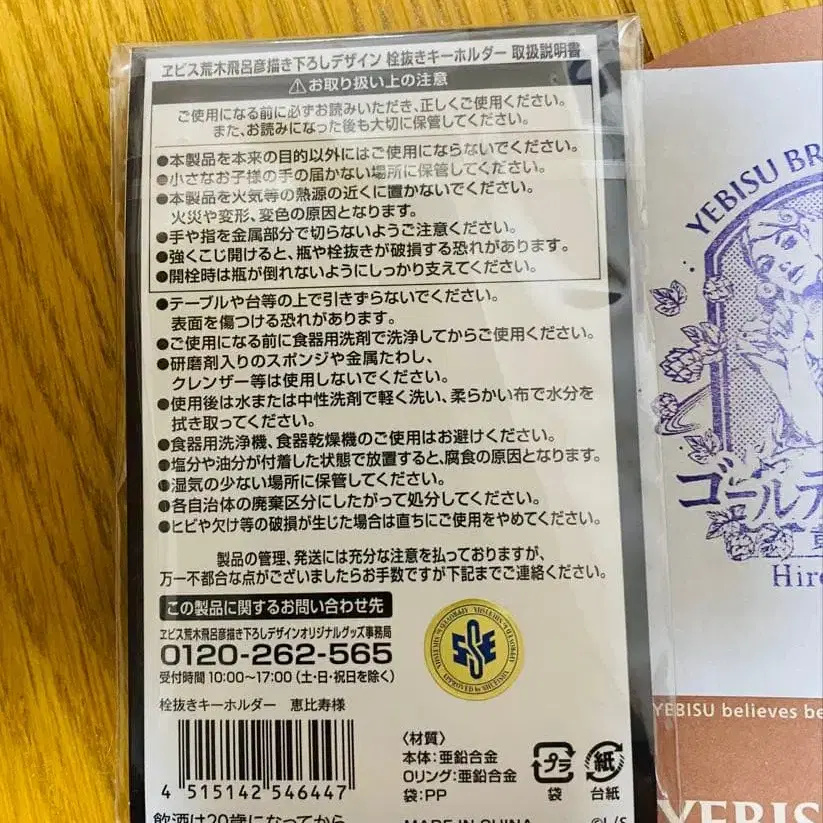 ヱビス荒木飛呂彦描き下ろしデザイン 栓抜きキーホルダー 取扱説明書
⚠お取り扱い上の注意
ご使用になる前に必ずお読みいただき、正しくご使用ください。
また、お読みになった後も大切に保管してください。
●本製品を本来の目的以外にはご使用にならないでください。
●小さなお子様の手の届かない場所に保管してください。
●本製品を火気等の熱源の近くに置かないでください。
火災や変形、変色の原因となります。
●手や指を金属部分で切らないようご注意ください。
●強くこじ開けると、瓶や栓抜きが破損する恐れがあります。
●開栓時は瓶が倒れないようにしっかり支えてください。
●テーブルや台等の上で引きずらないでください。
表面を傷つける恐れがあります。
●ご使用になる前に食器用洗剤で洗浄してからご使用ください。
●研磨剤入りのスポンジや金属たわし、
クレンザー等は使用しないでください。
●使用後は水または中性洗剤で軽く洗い、柔らかい布で水分を
拭き取ってください。
●食器用洗浄機、食器乾燥機のご使用はお避けください。
●塩分や油分が付着した状態で放置すると、腐食の原因となります。
●湿気の少ない場所に保管してください。
●各自治体の廃棄区分にしたがって処分してください。
●ヒビや欠け等の破損が生じた場合は直ちにご使用をやめてください。
製品の管理、発送には充分な注意を払っておりますが、
万一不都合な点がございましたらお手数ですが下記までご連絡ください。
この製品に関するお問い合わせ先
ヱビス荒木飛呂彦描き下ろしデザインオリジナルグッズ事務局
0120-262-565
受付時間 10:00〜17:00 (土・日・祝日を除く)
栓抜きキーホルダー 恵比寿様
4 515142 546447
飲酒は20歳になってから
SSE
〈材質〉
本体:亜鉛合金
Oリング:亜鉛合金
袋:PP
プラ
袋
紙
台紙
MADE IN CHINA
©L/S
YEBISU BR
ゴールデ
Hiro
YEBISU believes be
YEBIS